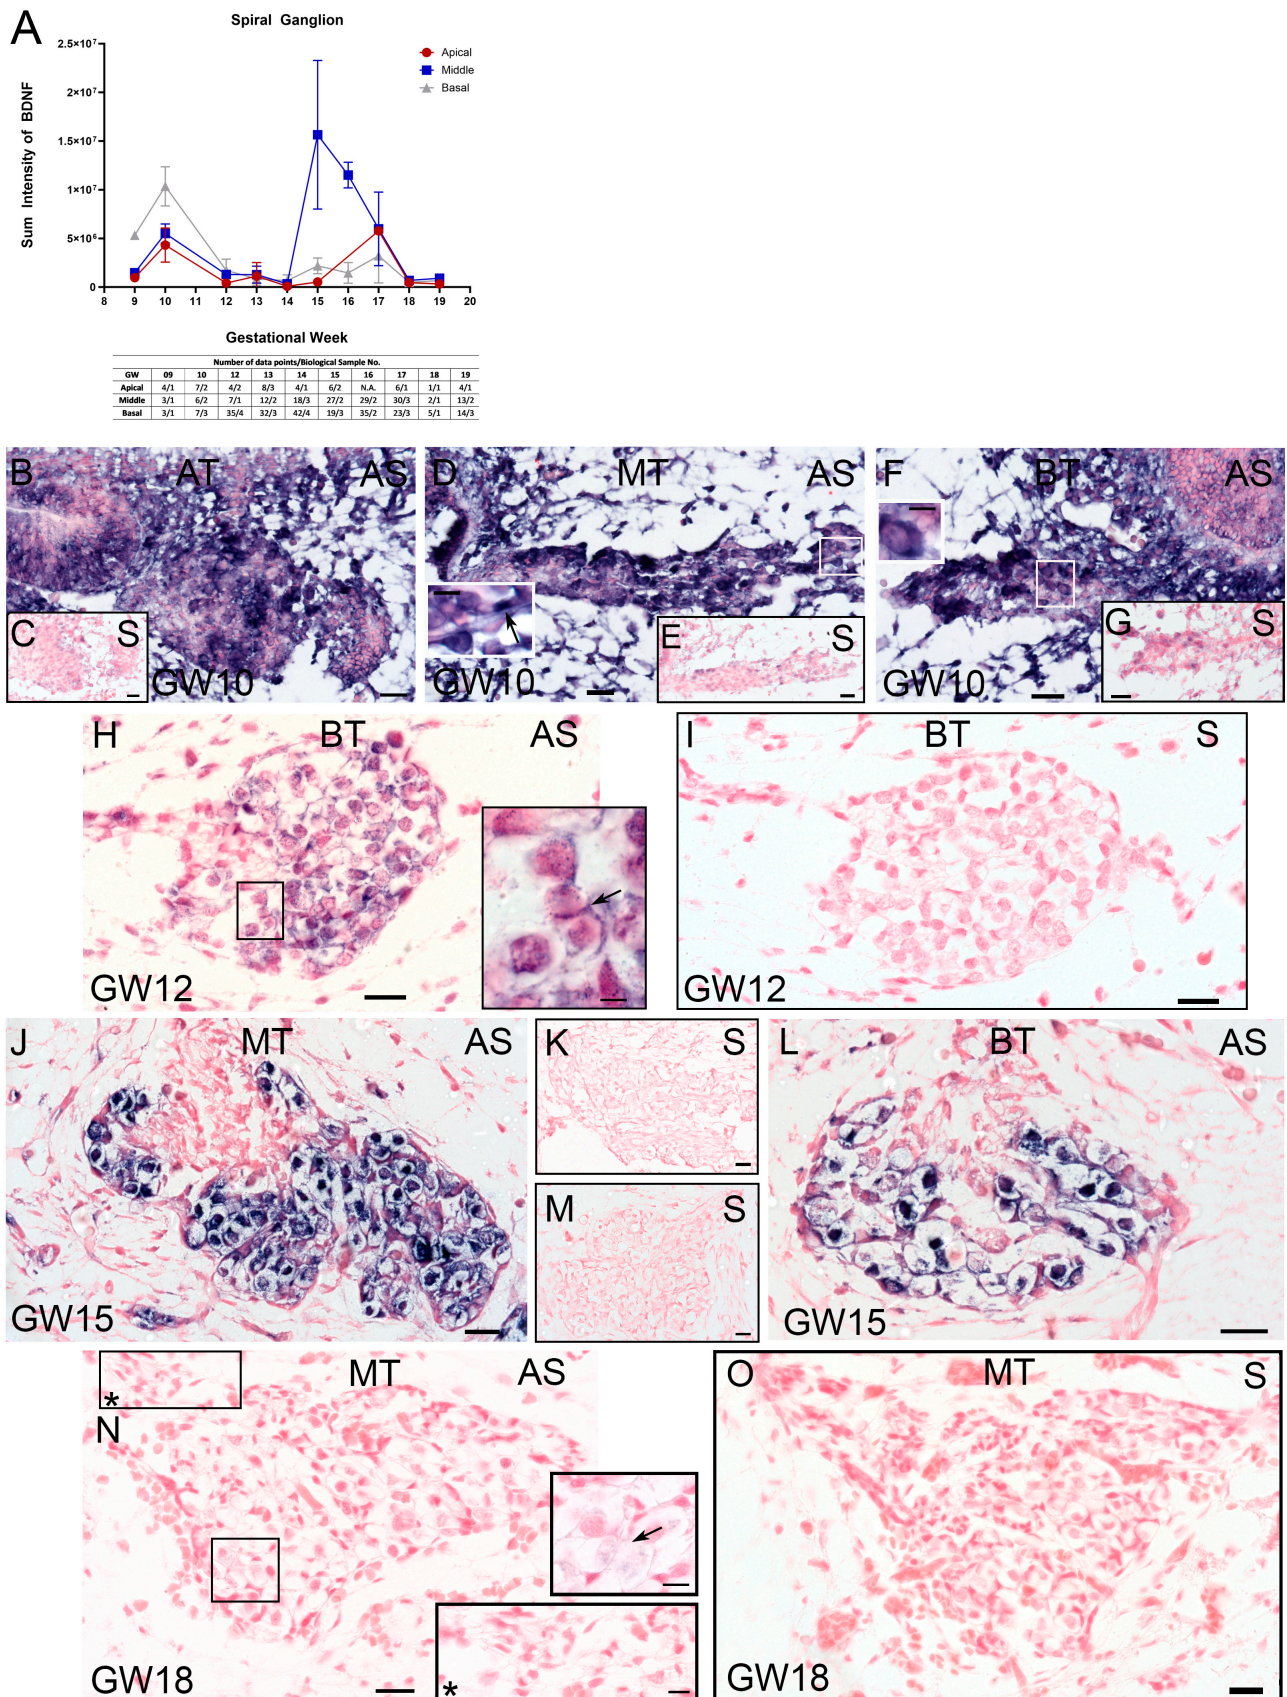 A
Spiral Ganglion
2.5×10⁷
2×10⁷
1.5×10⁷
1×10⁷
5×10⁶
0
Sum Intensity of BDNF
Apical
Middle
Basal
8 9 10 11 12 13 14 15 16 17 18 19 20
Gestational Week
Number of data points/Biological Sample No.
GW 09 10 12 13 14 15 16 17 18 19
Apical 4/1 7/2 4/2 8/3 4/1 6/2 N.A. 6/1 1/1 4/1
Middle 3/1 6/2 7/1 12/2 18/3 27/2 29/2 30/3 2/1 13/2
Basal 3/1 7/3 35/4 32/3 42/4 19/3 35/2 23/3 5/1 14/3
B AT AS
C S
GW10
D MT AS
E S
GW10
F BT AS
G S
GW10
H BT AS
GW12
I BT S
GW12
J MT AS
GW15
K S
M S
L BT AS
GW15
* MT AS
N
GW18
*
O MT S
GW18